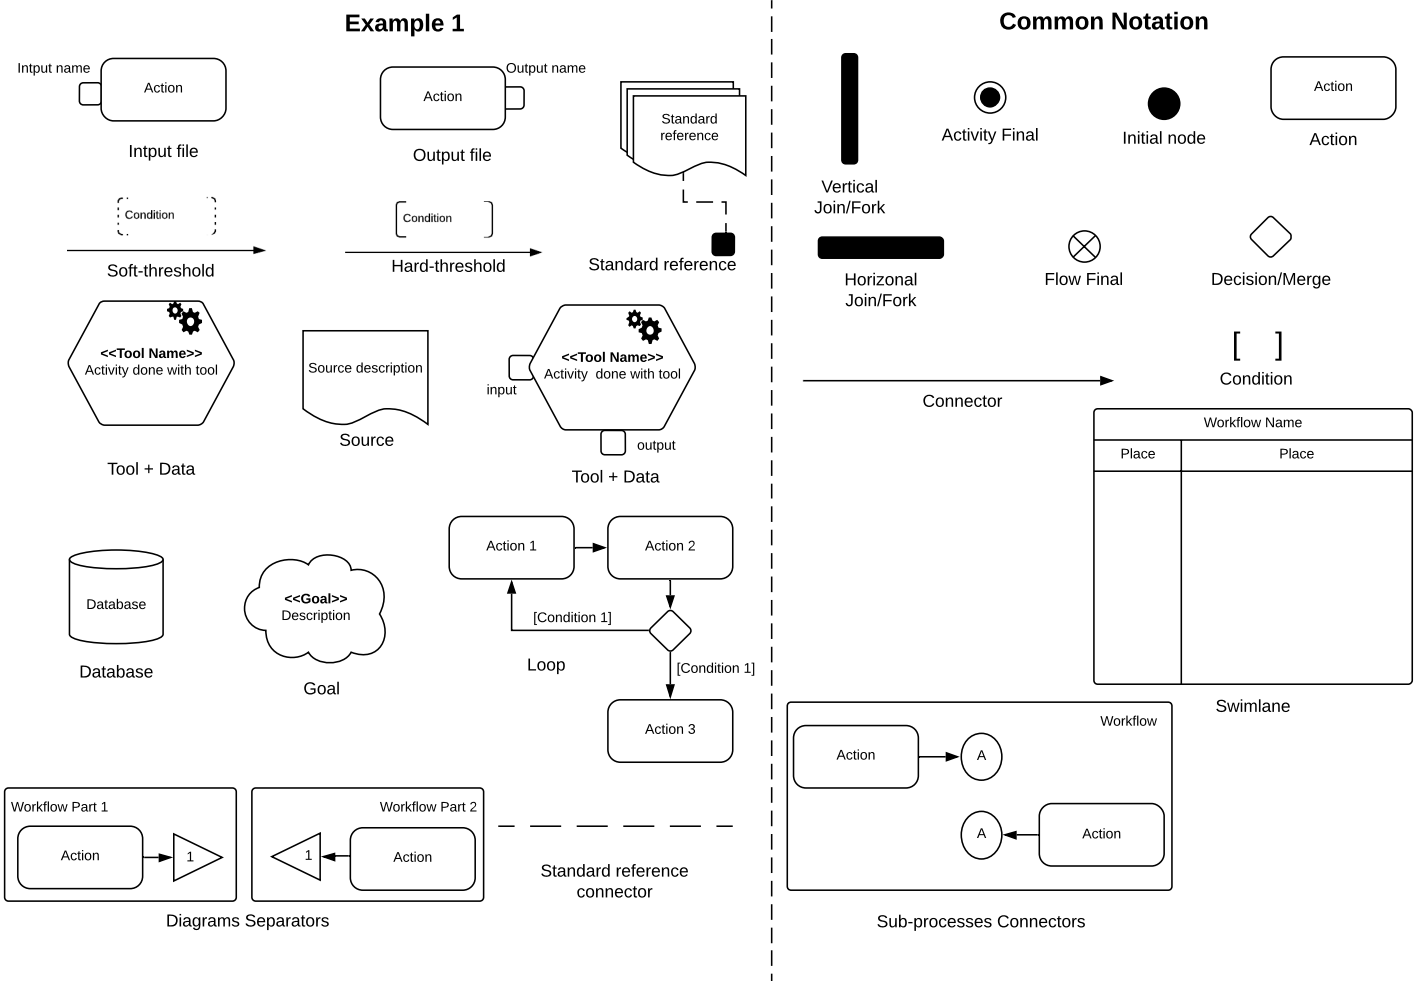 Example 1
Intput name
Action
Intput file
Output name
Action
Output file
Standard
reference
Standard reference
Condition
Soft-threshold
Condition
Hard-threshold
<<Tool Name>>
Activity done with tool
Tool + Data
Source description
Source
<<Tool Name>>
Activity  done with tool
input
output
Tool + Data
Database
Database
<<Goal>>
Description
Goal
Action 1
Action 2
[Condition 1]
Loop
[Condition 1]
Action 3
Workflow Part 1
Action
1
Workflow Part 2
1
Action
Diagrams Separators
Standard reference
connector
Common Notation
Vertical
Join/Fork
Activity Final
Initial node
Action
Action
Horizonal
Join/Fork
Flow Final
Decision/Merge
[ ]
Condition
Connector
Workflow Name
Place
Place
Swimlane
Workflow
Action
A
A
Action
Sub-processes Connectors